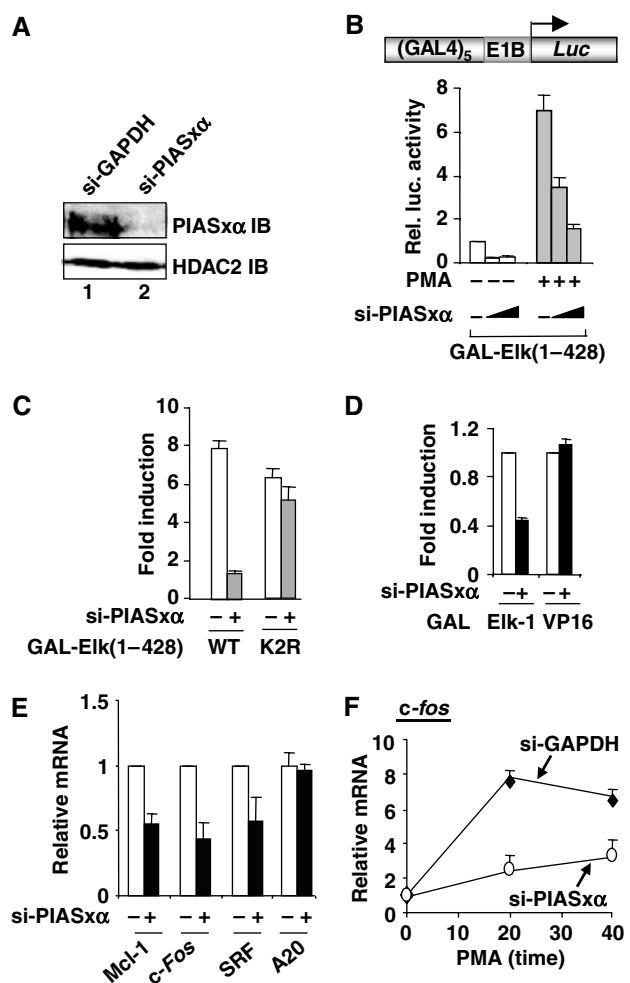 A
si-GAPDH
si-PIASxα
PIASxα IB
HDAC2 IB
1 2
B
(GAL4)5 E1B Luc
Rel. luc. activity
8
6
4
2
0
PMA − − − + + +
si-PIASxα − −
GAL-Elk(1−428)
C
Fold induction
10
8
6
4
2
0
si-PIASxα − + − +
GAL-Elk(1−428) WT K2R
D
Fold induction
1.2
0.8
0.4
0
si-PIASxα − + − +
GAL Elk-1 VP16
E
Relative mRNA
1.5
1
0.5
0
si-PIASxα − + − + − + − +
Mcl-1 c-Fos SRF A20
F
c-fos
Relative mRNA
10
8
6
4
2
0
si-GAPDH
si-PIASxα
0 10 20 30 40
PMA (time)